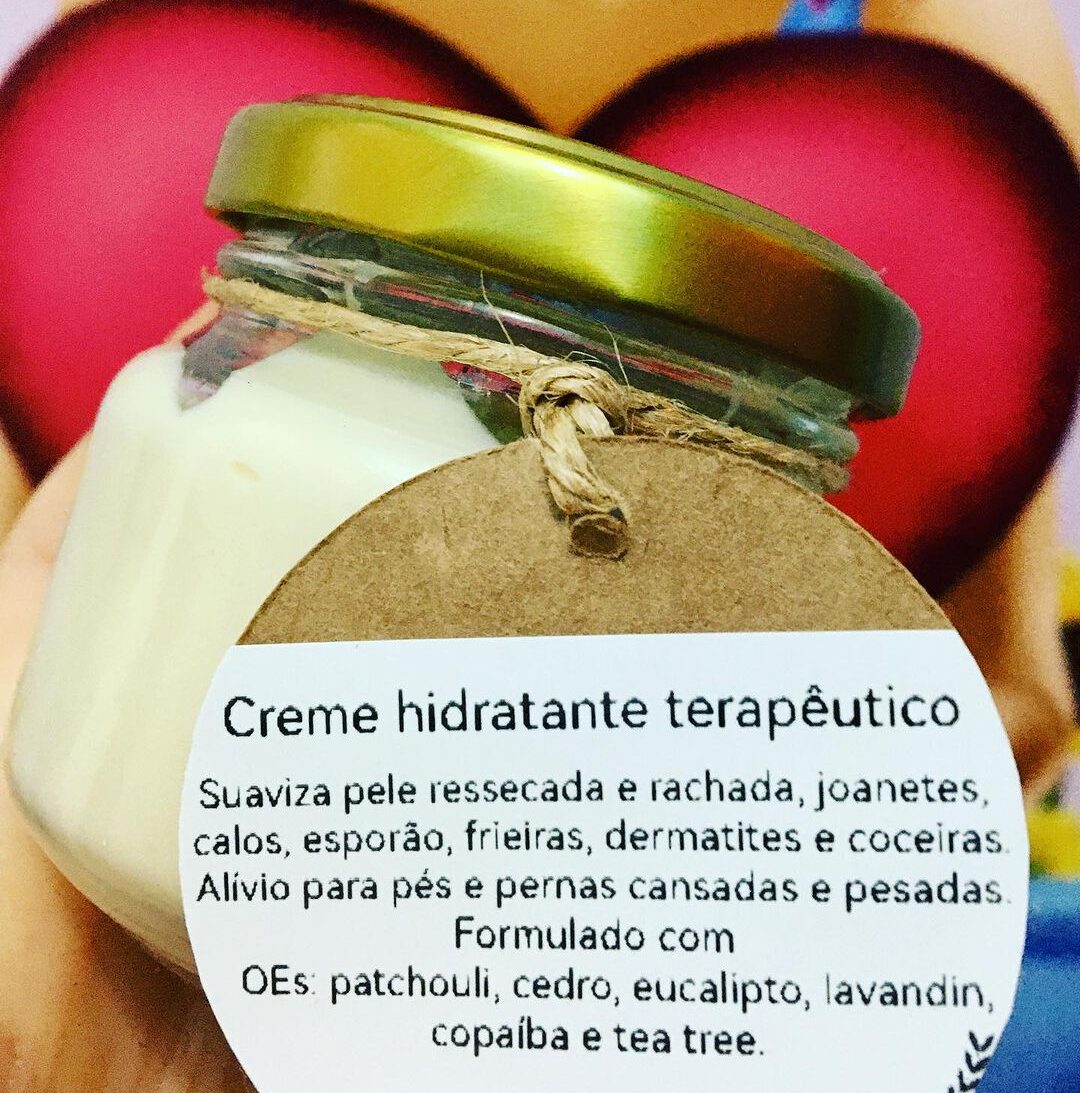 Creme hidratante terapêutico
Suaviza pele ressecada e rachada, joanetes,
calos, esporão, frieiras, dermatites e coceiras.
Alívio para pés e pernas cansadas e pesadas.
Formulado com
OEs: patchouli, cedro, eucalipto, lavandin,
copaíba e tea tree.